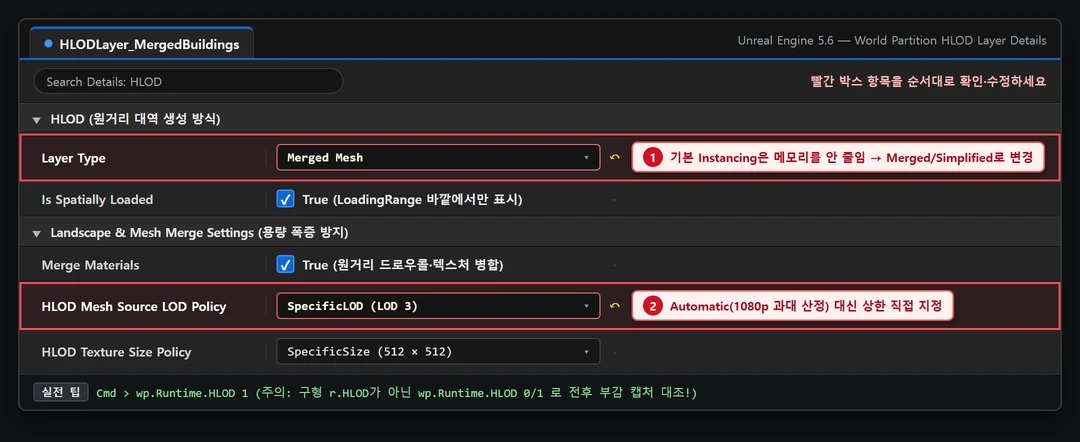 HLODLayer_MergedBuildings
Unreal Engine 5.6 — World Partition HLOD Layer Details
Search Details: HLOD
빨간 박스 항목을 순서대로 확인·수정하세요
HLOD (원거리 대역 생성 방식)
Layer Type
Merged Mesh
1 기본 Instancing은 메모리를 안 줄임 → Merged/Simplified로 변경
Is Spatially Loaded
True (LoadingRange 바깥에서만 표시)
Landscape & Mesh Merge Settings (용량 폭증 방지)
Merge Materials
True (원거리 드로우콜·텍스처 병합)
HLOD Mesh Source LOD Policy
SpecificLOD (LOD 3)
2 Automatic(1080p 과대 산정) 대신 상한 직접 지정
HLOD Texture Size Policy
SpecificSize (512 × 512)
실전 팁 Cmd > wp.Runtime.HLOD 1 (주의: 구형 r.HLOD가 아닌 wp.Runtime.HLOD 0/1 로 전후 부감 캡처 대조!)